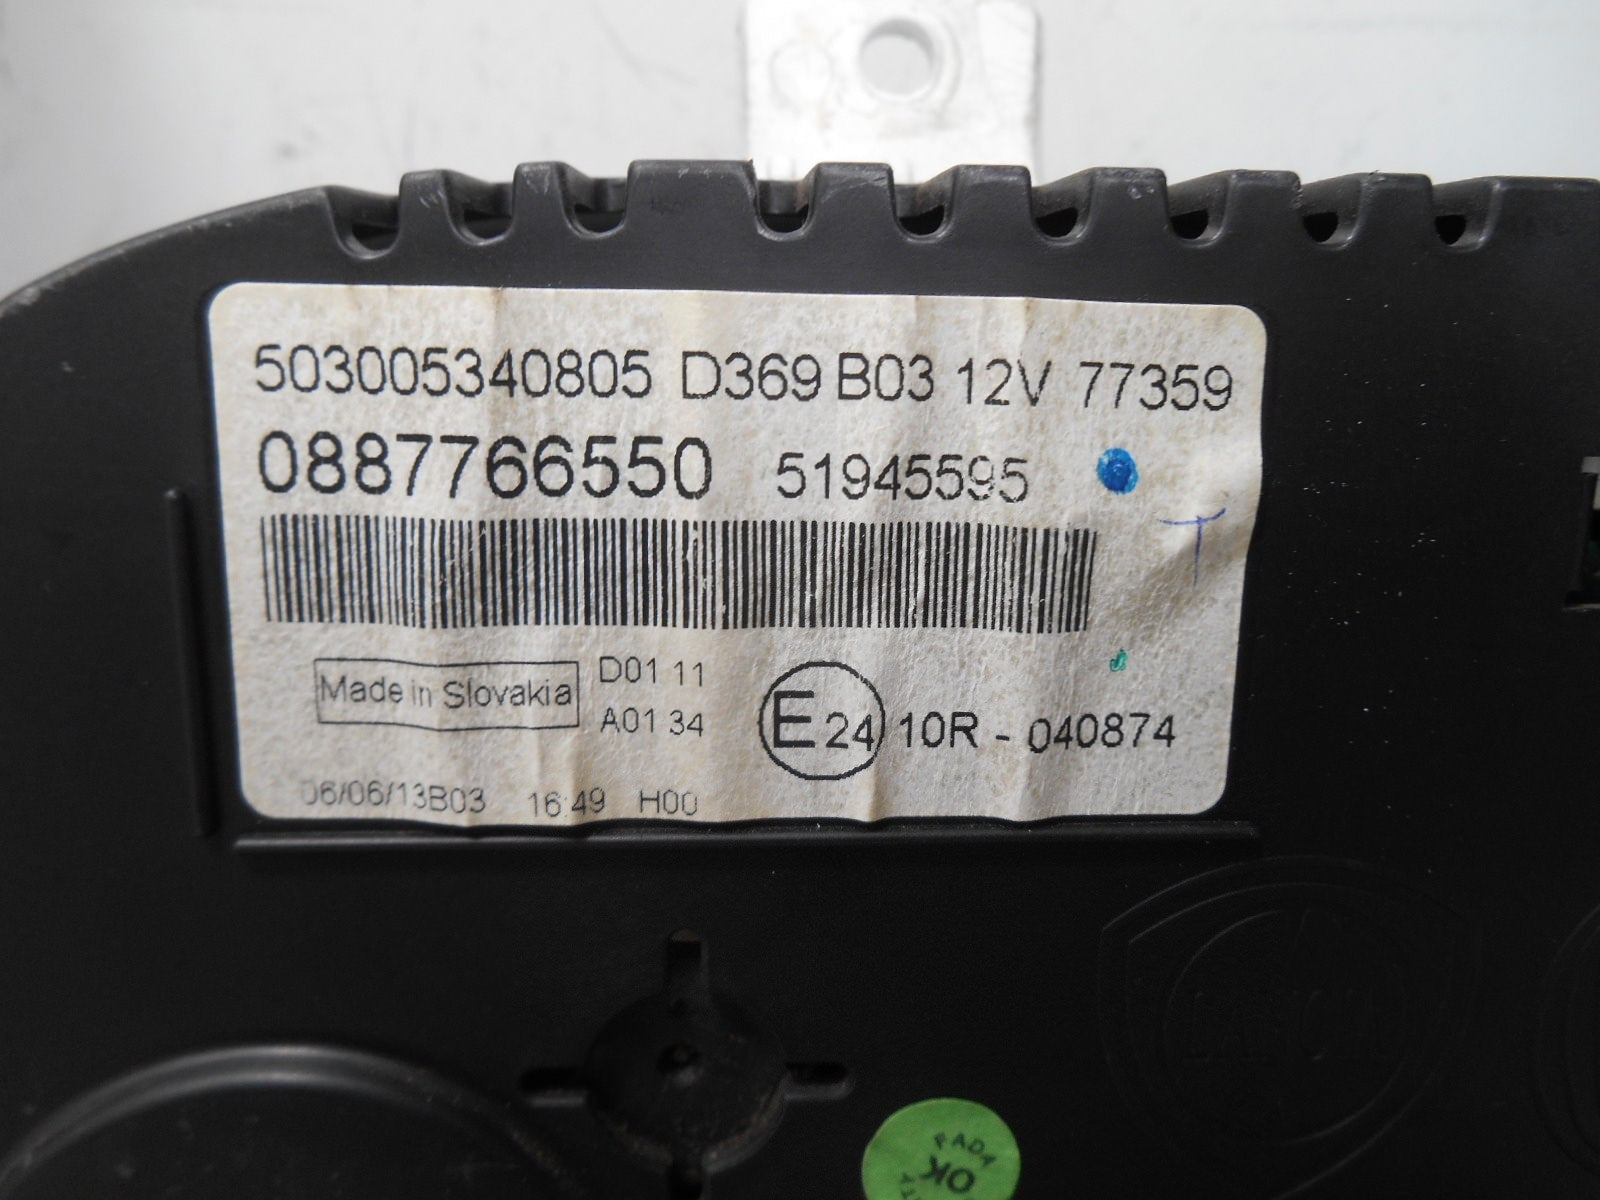 503005340805 D369 B03 12V 77359
0887766550 51945595
T
Made in Slovakia
D01 11
A01 34
E 24 10R - 040874
06/06/13B03 16:49 H00
LANCIA
OK